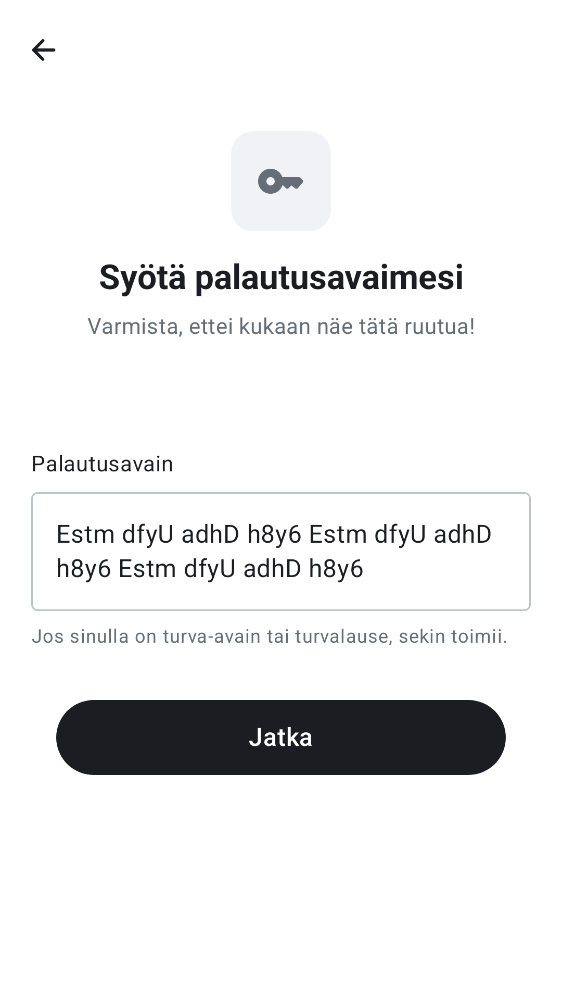 Syötä palautusavaimesi
Varmista, ettei kukaan näe tätä ruutua!
Palautusavain
Estm dfyU adhD h8y6 Estm dfyU adhD
h8y6 Estm dfyU adhD h8y6
Jos sinulla on turva-avain tai turvalause, sekin toimii.
Jatka